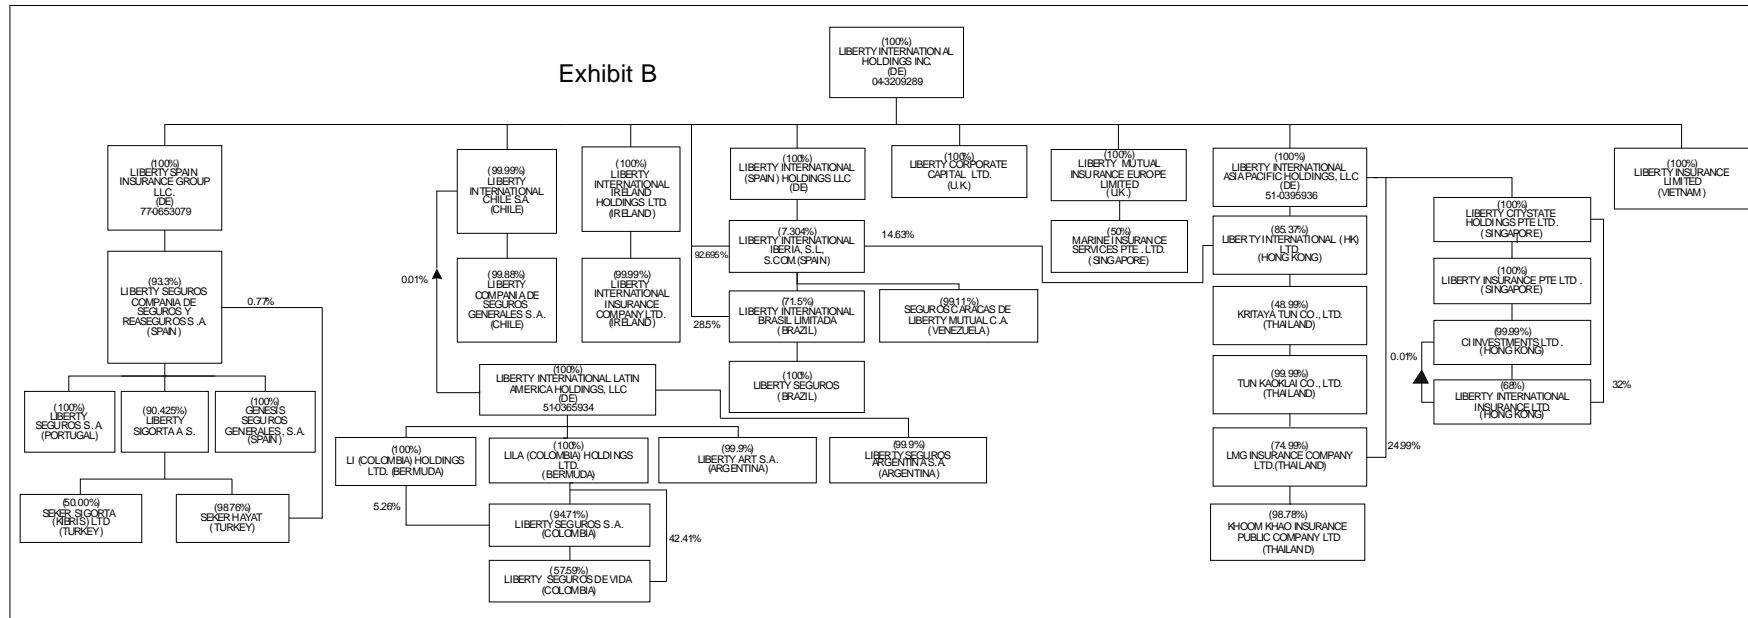 Exhibit B
(100%)
LIBERTY INTERNATIONAL
HOLDINGS INC.
(DE)
04-3209289
(100%)
LIBERTY SPAIN
INSURANCE GROUP
LLC.
(DE)
77-0653079
(93.3%)
LIBERTY SEGUROS
COMPANIA DE
SEGUROS Y
REASEGUROS S.A
(SPAIN)
0.77%
(100%)
LIBERTY
SEGUROS S.A.
(PORTUGAL)
(90.425%)
LIBERTY
SIGORTA A.S.
(100%)
GENESIS
SEGUROS
GENERALES, S.A.
(SPAIN)
(50.00%)
SEKER SIGORTA
(KIBRIS) LTD
(TURKEY)
(98.76%)
SEKER HAYAT
(TURKEY)
(99.99%)
LIBERTY
INTERNATIONAL
CHILE S.A.
(CHILE)
0.01%
(99.88%)
LIBERTY
COMPANIA DE
SEGUROS
GENERALES S.A.
(CHILE)
(100%)
LIBERTY
INTERNATIONAL
IRELAND
HOLDINGS LTD.
(IRELAND)
(99.99%)
LIBERTY
INTERNATIONAL
INSURANCE
COMPANY LTD.
(IRELAND)
(100%)
LIBERTY INTERNATIONAL LATIN
AMERICA HOLDINGS, LLC
(DE)
51-0365934
(100%)
LI (COLOMBIA) HOLDINGS
LTD. (BERMUDA)
5.26%
(100%)
LILA (COLOMBIA) HOLDINGS
LTD.
(BERMUDA)
(99.9%)
LIBERTY ART S.A.
(ARGENTINA)
(99.9%)
LIBERTY SEGUROS
ARGENTINA S.A.
(ARGENTINA)
(94.71%)
LIBERTY SEGUROS S.A.
(COLOMBIA)
42.41%
(57.59%)
LIBERTY SEGUROS DE VIDA
(COLOMBIA)
(100%)
LIBERTY INTERNATIONAL
(SPAIN) HOLDINGS LLC
(DE)
92.695%
(7.304%)
LIBERTY INTERNATIONAL
IBERIA, S.L,
S.COM.(SPAIN)
14.63%
28.5%
(71.5%)
LIBERTY INTERNATIONAL
BRASIL LIMITADA
(BRAZIL)
(99.11%)
SEGUROS CARACAS DE
LIBERTY MUTUAL C.A.
(VENEZUELA)
(100%)
LIBERTY SEGUROS
(BRAZIL)
(100%)
LIBERTY CORPORATE
CAPITAL LTD.
(U.K.)
(100%)
LIBERTY MUTUAL
INSURANCE EUROPE
LIMITED
(U.K.)
(50%)
MARINE INSURANCE
SERVICES PTE. LTD.
(SINGAPORE)
(100%)
LIBERTY INTERNATIONAL
ASIA PACIFIC HOLDINGS, LLC
(DE)
51-0395936
(85.37%)
LIBERTY INTERNATIONAL (HK)
LTD.
(HONG KONG)
(48.99%)
KRITAYA TUN CO., LTD.
(THAILAND)
(99.99%)
TUN KAOKLAI CO., LTD.
(THAILAND)
(74.99%)
LMG INSURANCE COMPANY
LTD.(THAILAND)
24.99%
(98.78%)
KHOOM KHAO INSURANCE
PUBLIC COMPANY LTD
(THAILAND)
(100%)
LIBERTY CITYSTATE
HOLDINGS PTE LTD.
(SINGAPORE)
(100%)
LIBERTY INSURANCE PTE LTD.
(SINGAPORE)
(99.99%)
CI INVESTMENTS LTD.
(HONG KONG)
0.01%
(68%)
LIBERTY INTERNATIONAL
INSURANCE LTD.
(HONG KONG)
32%
(100%)
LIBERTY INSURANCE
LIMITED
(VIETNAM)